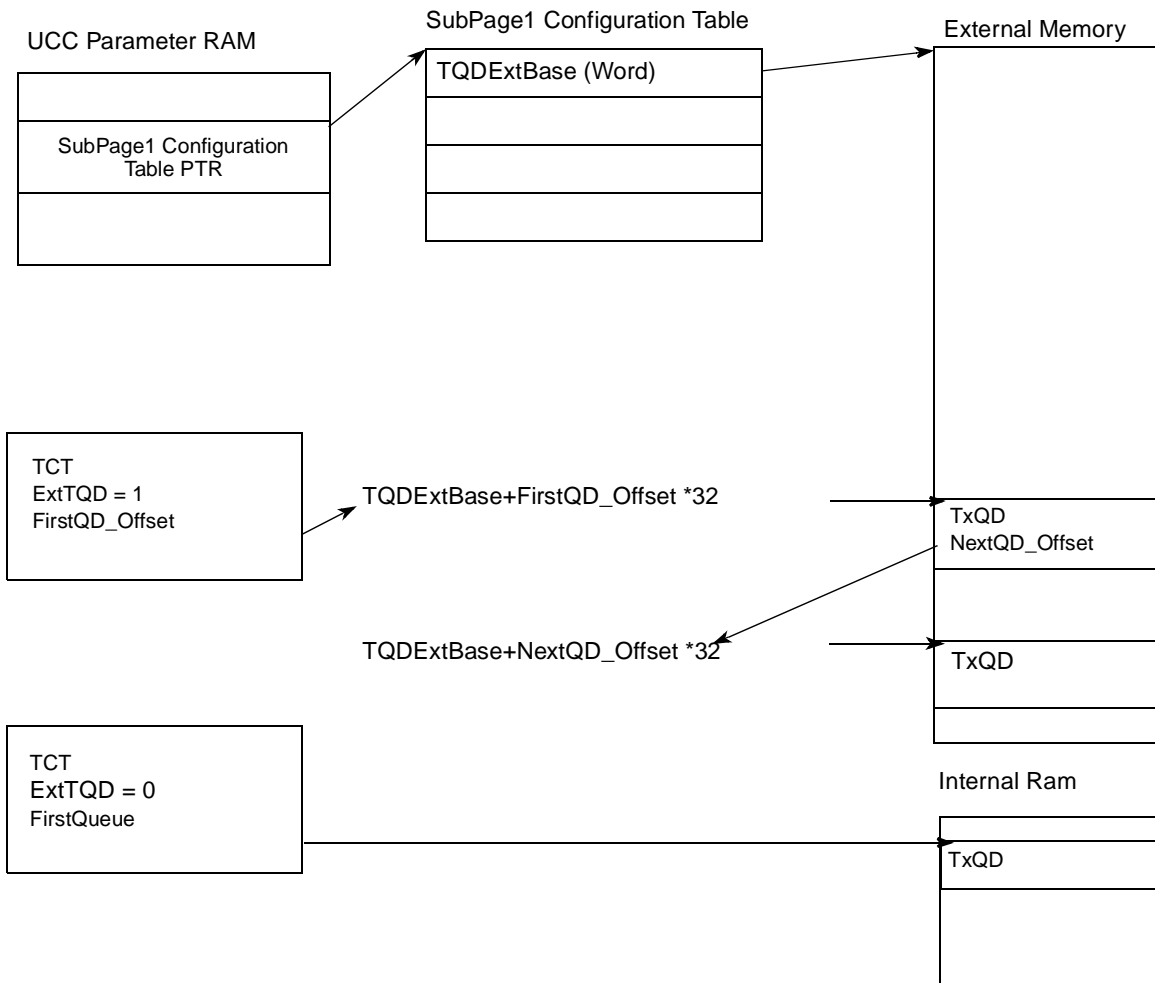 UCC Parameter RAM
SubPage1 Configuration Table
External Memory
TQDExtBase (Word)
SubPage1 Configuration
Table PTR
TCT
ExtTQD = 1
FirstQD_Offset
TQDExtBase+FirstQD_Offset *32
TxQD
NextQD_Offset
TQDExtBase+NextQD_Offset *32
TxQD
TCT
ExtTQD = 0
FirstQueue
Internal Ram
TxQD